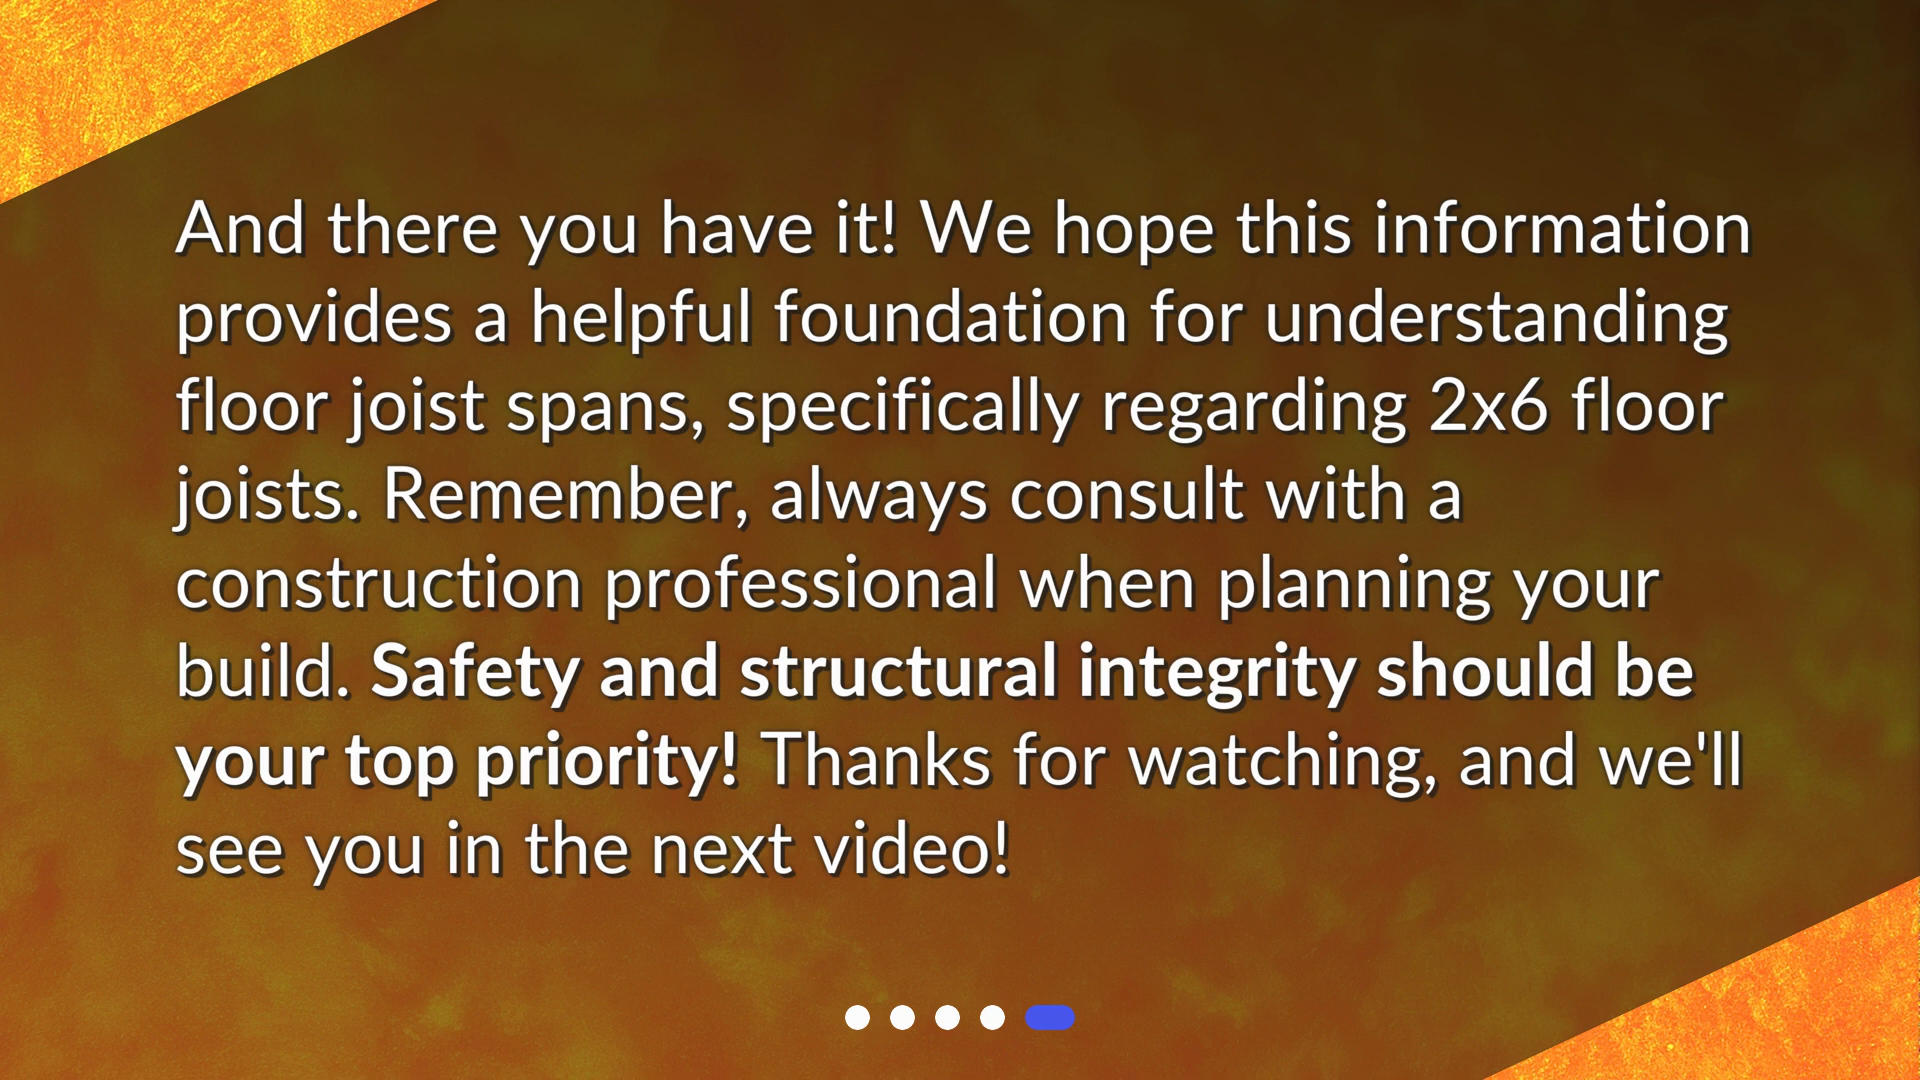 And there you have it! We hope this information
provides a helpful foundation for understanding
floor joist spans, specifically regarding 2x6 floor
joists. Remember, always consult with a
construction professional when planning your
build. Safety and structural integrity should be
your top priority! Thanks for watching, and we'll
see you in the next video!